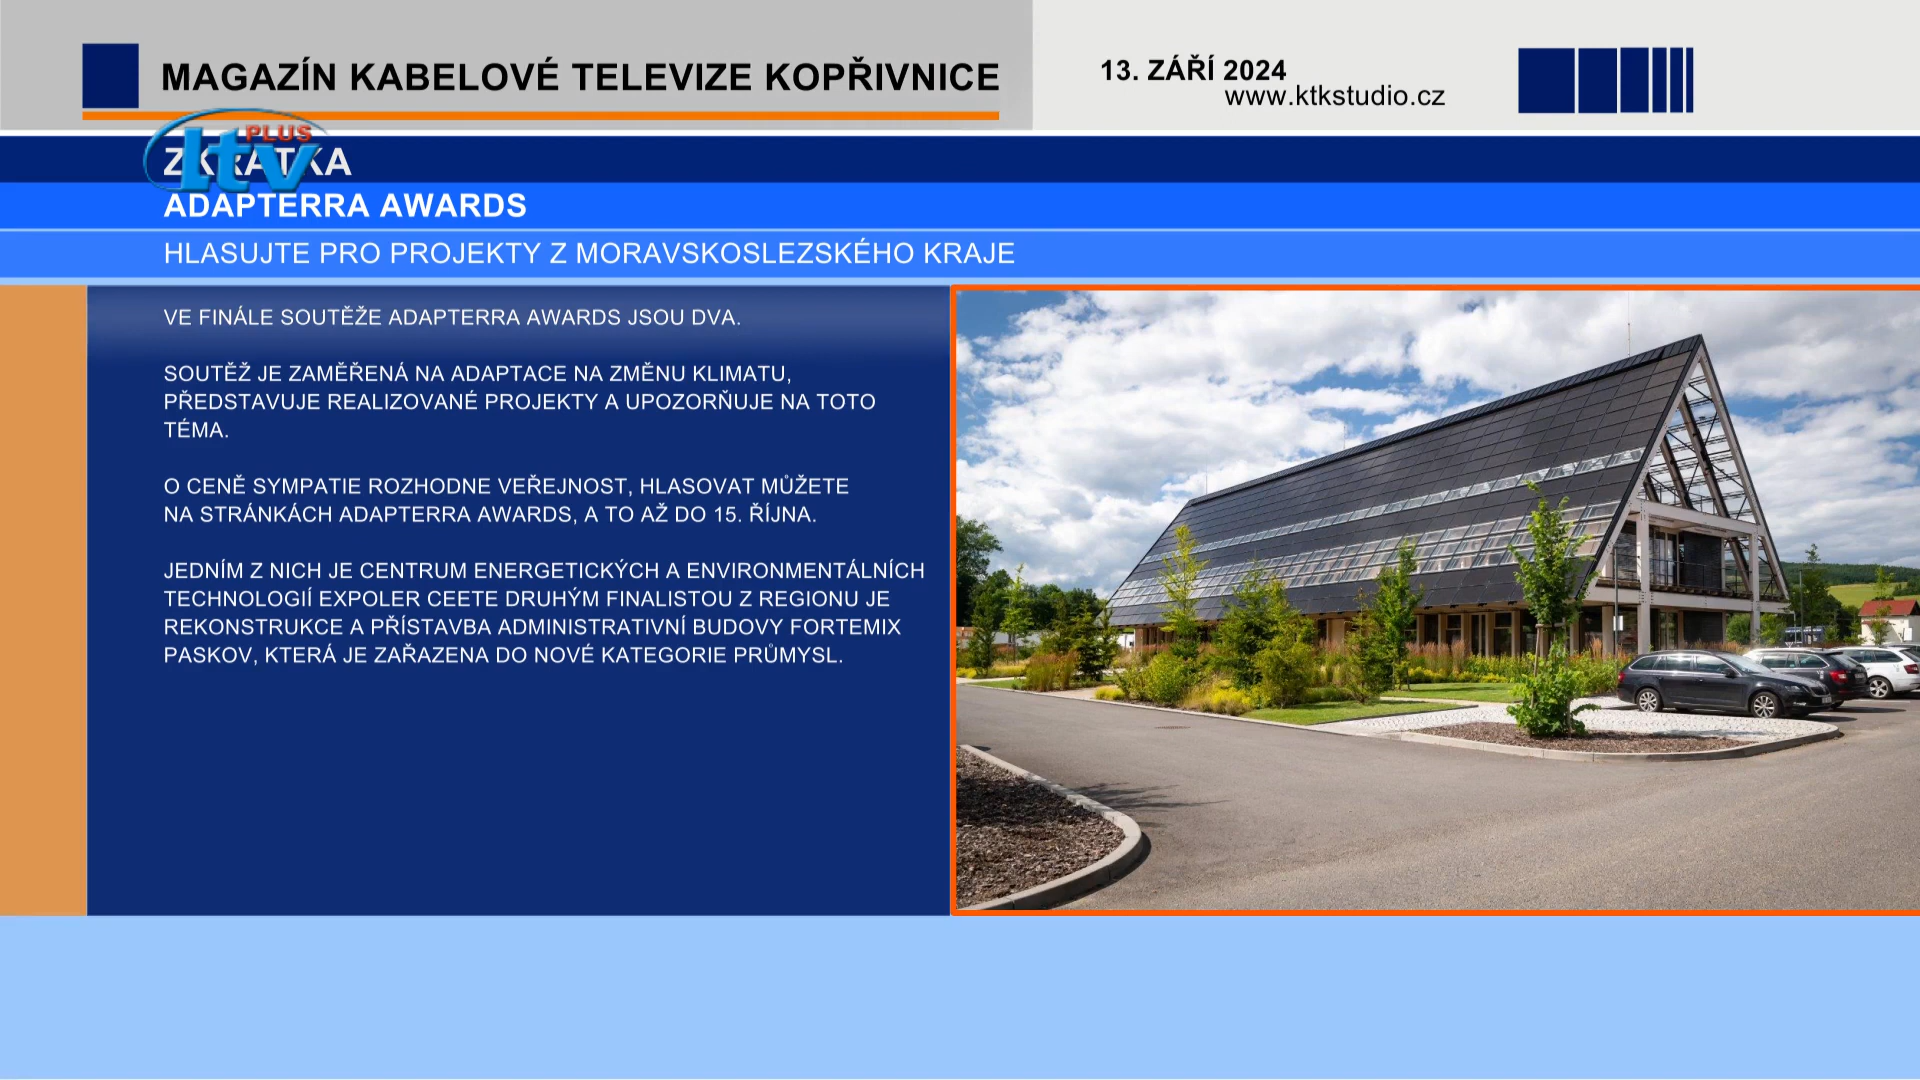 MAGAZÍN KABELOVÉ TELEVIZE KOPŘIVNICE
13. ZÁŘÍ 2024
www.ktkstudio.cz
PLUS
ltv
ZKRÁTKA
ADAPTERRA AWARDS
HLASUJTE PRO PROJEKTY Z MORAVSKOSLEZSKÉHO KRAJE
VE FINÁLE SOUTĚŽE ADAPTERRA AWARDS JSOU DVA.
SOUTĚŽ JE ZAMĚŘENÁ NA ADAPTACE NA ZMĚNU KLIMATU,
PŘEDSTAVUJE REALIZOVANÉ PROJEKTY A UPOZORŇUJE NA TOTO
TÉMA.
O CENĚ SYMPATIE ROZHODNE VEŘEJNOST, HLASOVAT MŮŽETE
NA STRÁNKÁCH ADAPTERRA AWARDS, A TO AŽ DO 15. ŘÍJNA.
JEDNÍM Z NICH JE CENTRUM ENERGETICKÝCH A ENVIRONMENTÁLNÍCH
TECHNOLOGIÍ EXPOLER CEETE DRUHÝM FINALISTOU Z REGIONU JE
REKONSTRUKCE A PŘÍSTAVBA ADMINISTRATIVNÍ BUDOVY FORTEMIX
PASKOV, KTERÁ JE ZAŘAZENA DO NOVÉ KATEGORIE PRŮMYSL.